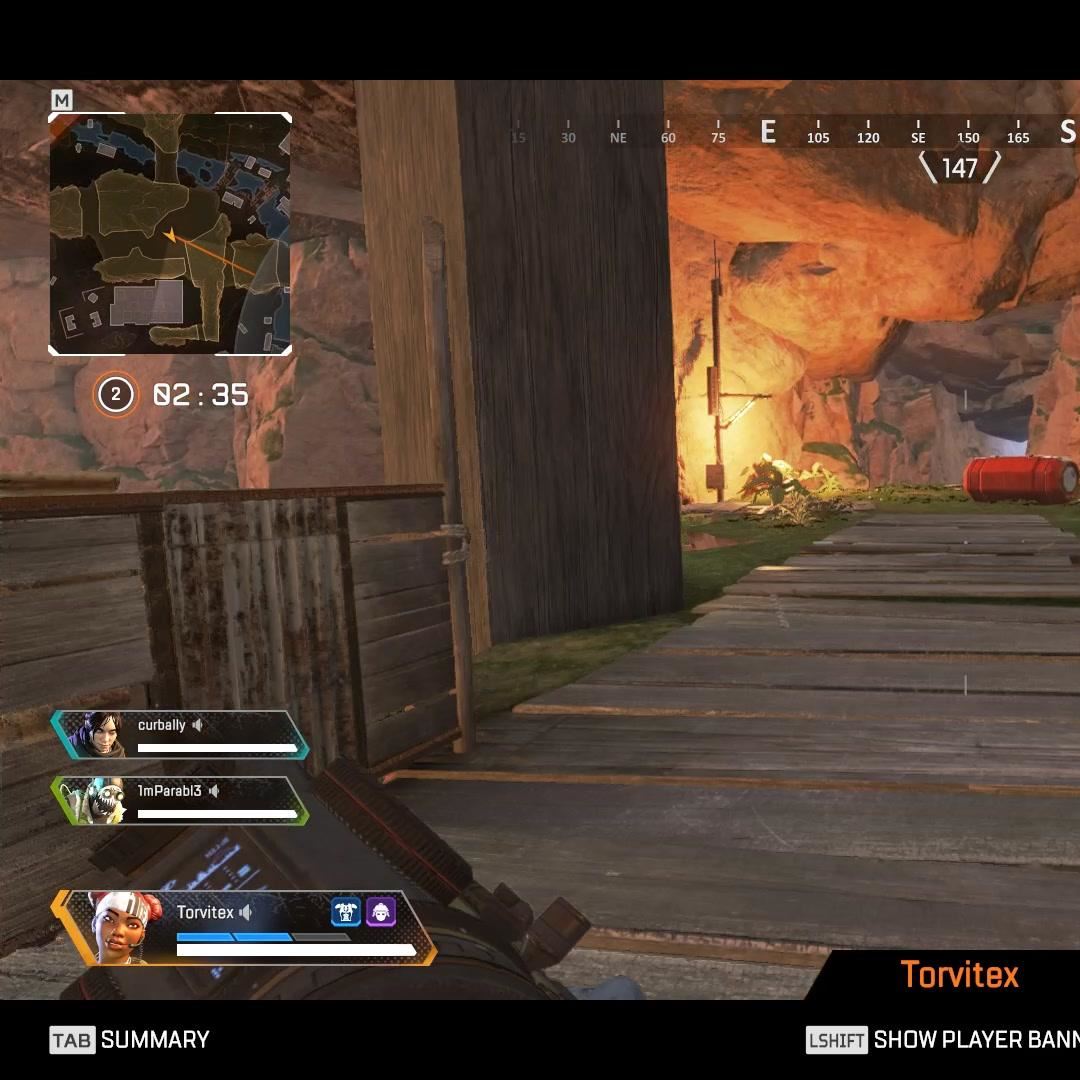 M
15 30 NE 60 75 E 105 120 SE 150 165 S
147
2 02:35
curbally
1mParabl3
Torvitex
Torvitex
TAB SUMMARY
LSHIFT SHOW PLAYER BANN